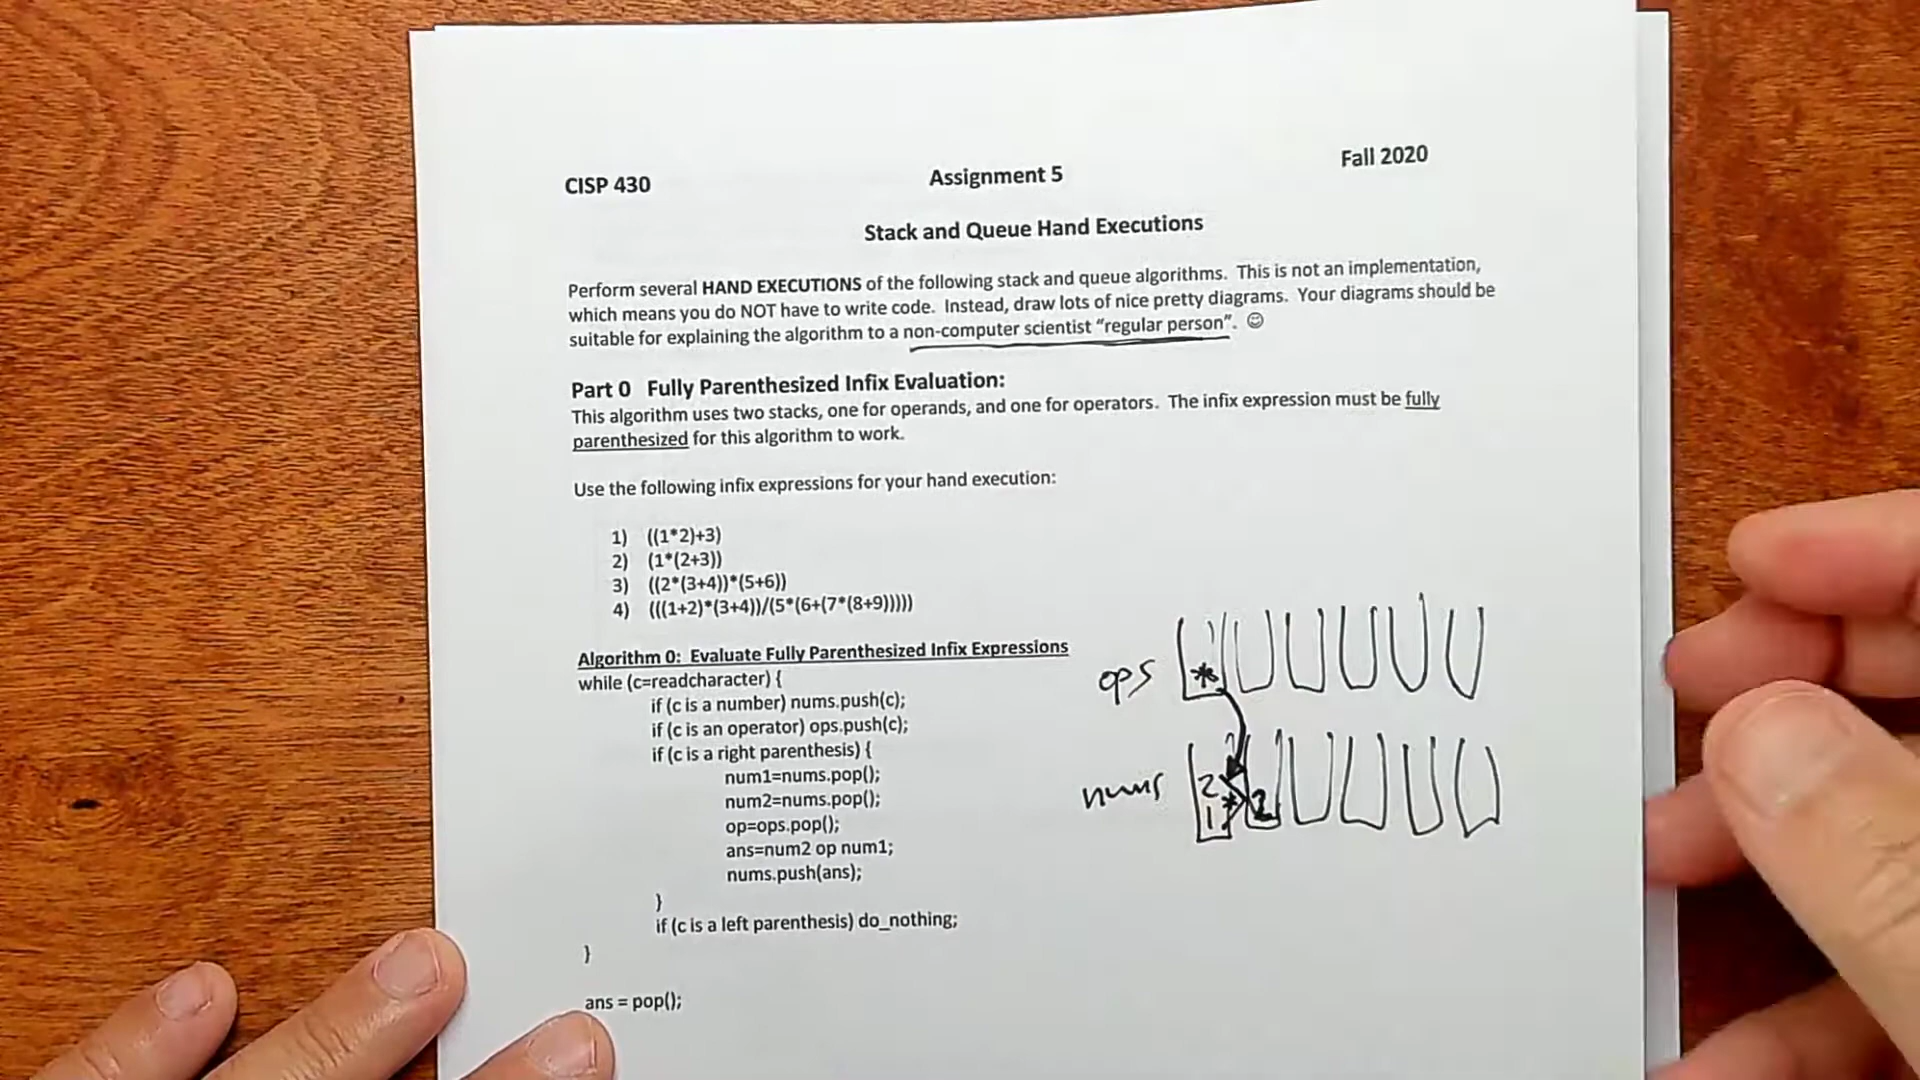 CISP 430 Assignment 5 Fall 2020
Stack and Queue Hand Executions
Perform several HAND EXECUTIONS of the following stack and queue algorithms. This is not an implementation,
which means you do NOT have to write code. Instead, draw lots of nice pretty diagrams. Your diagrams should be
suitable for explaining the algorithm to a non-computer scientist “regular person”. ☺
Part 0 Fully Parenthesized Infix Evaluation:
This algorithm uses two stacks, one for operands, and one for operators. The infix expression must be fully
parenthesized for this algorithm to work.
Use the following infix expressions for your hand execution:
1) ((1*2)+3)
2) (1*(2+3))
3) ((2*(3+4))*(5+6))
4) (((1+2)*(3+4))/(5*(6+(7*(8+9)))))
Algorithm 0: Evaluate Fully Parenthesized Infix Expressions
while (c=readcharacter) {
if (c is a number) nums.push(c);
if (c is an operator) ops.push(c);
if (c is a right parenthesis) {
num1=nums.pop();
num2=nums.pop();
op=ops.pop();
ans=num2 op num1;
nums.push(ans);
}
if (c is a left parenthesis) do_nothing;
}
ans = pop();
ops *
nums 2
1 * 2